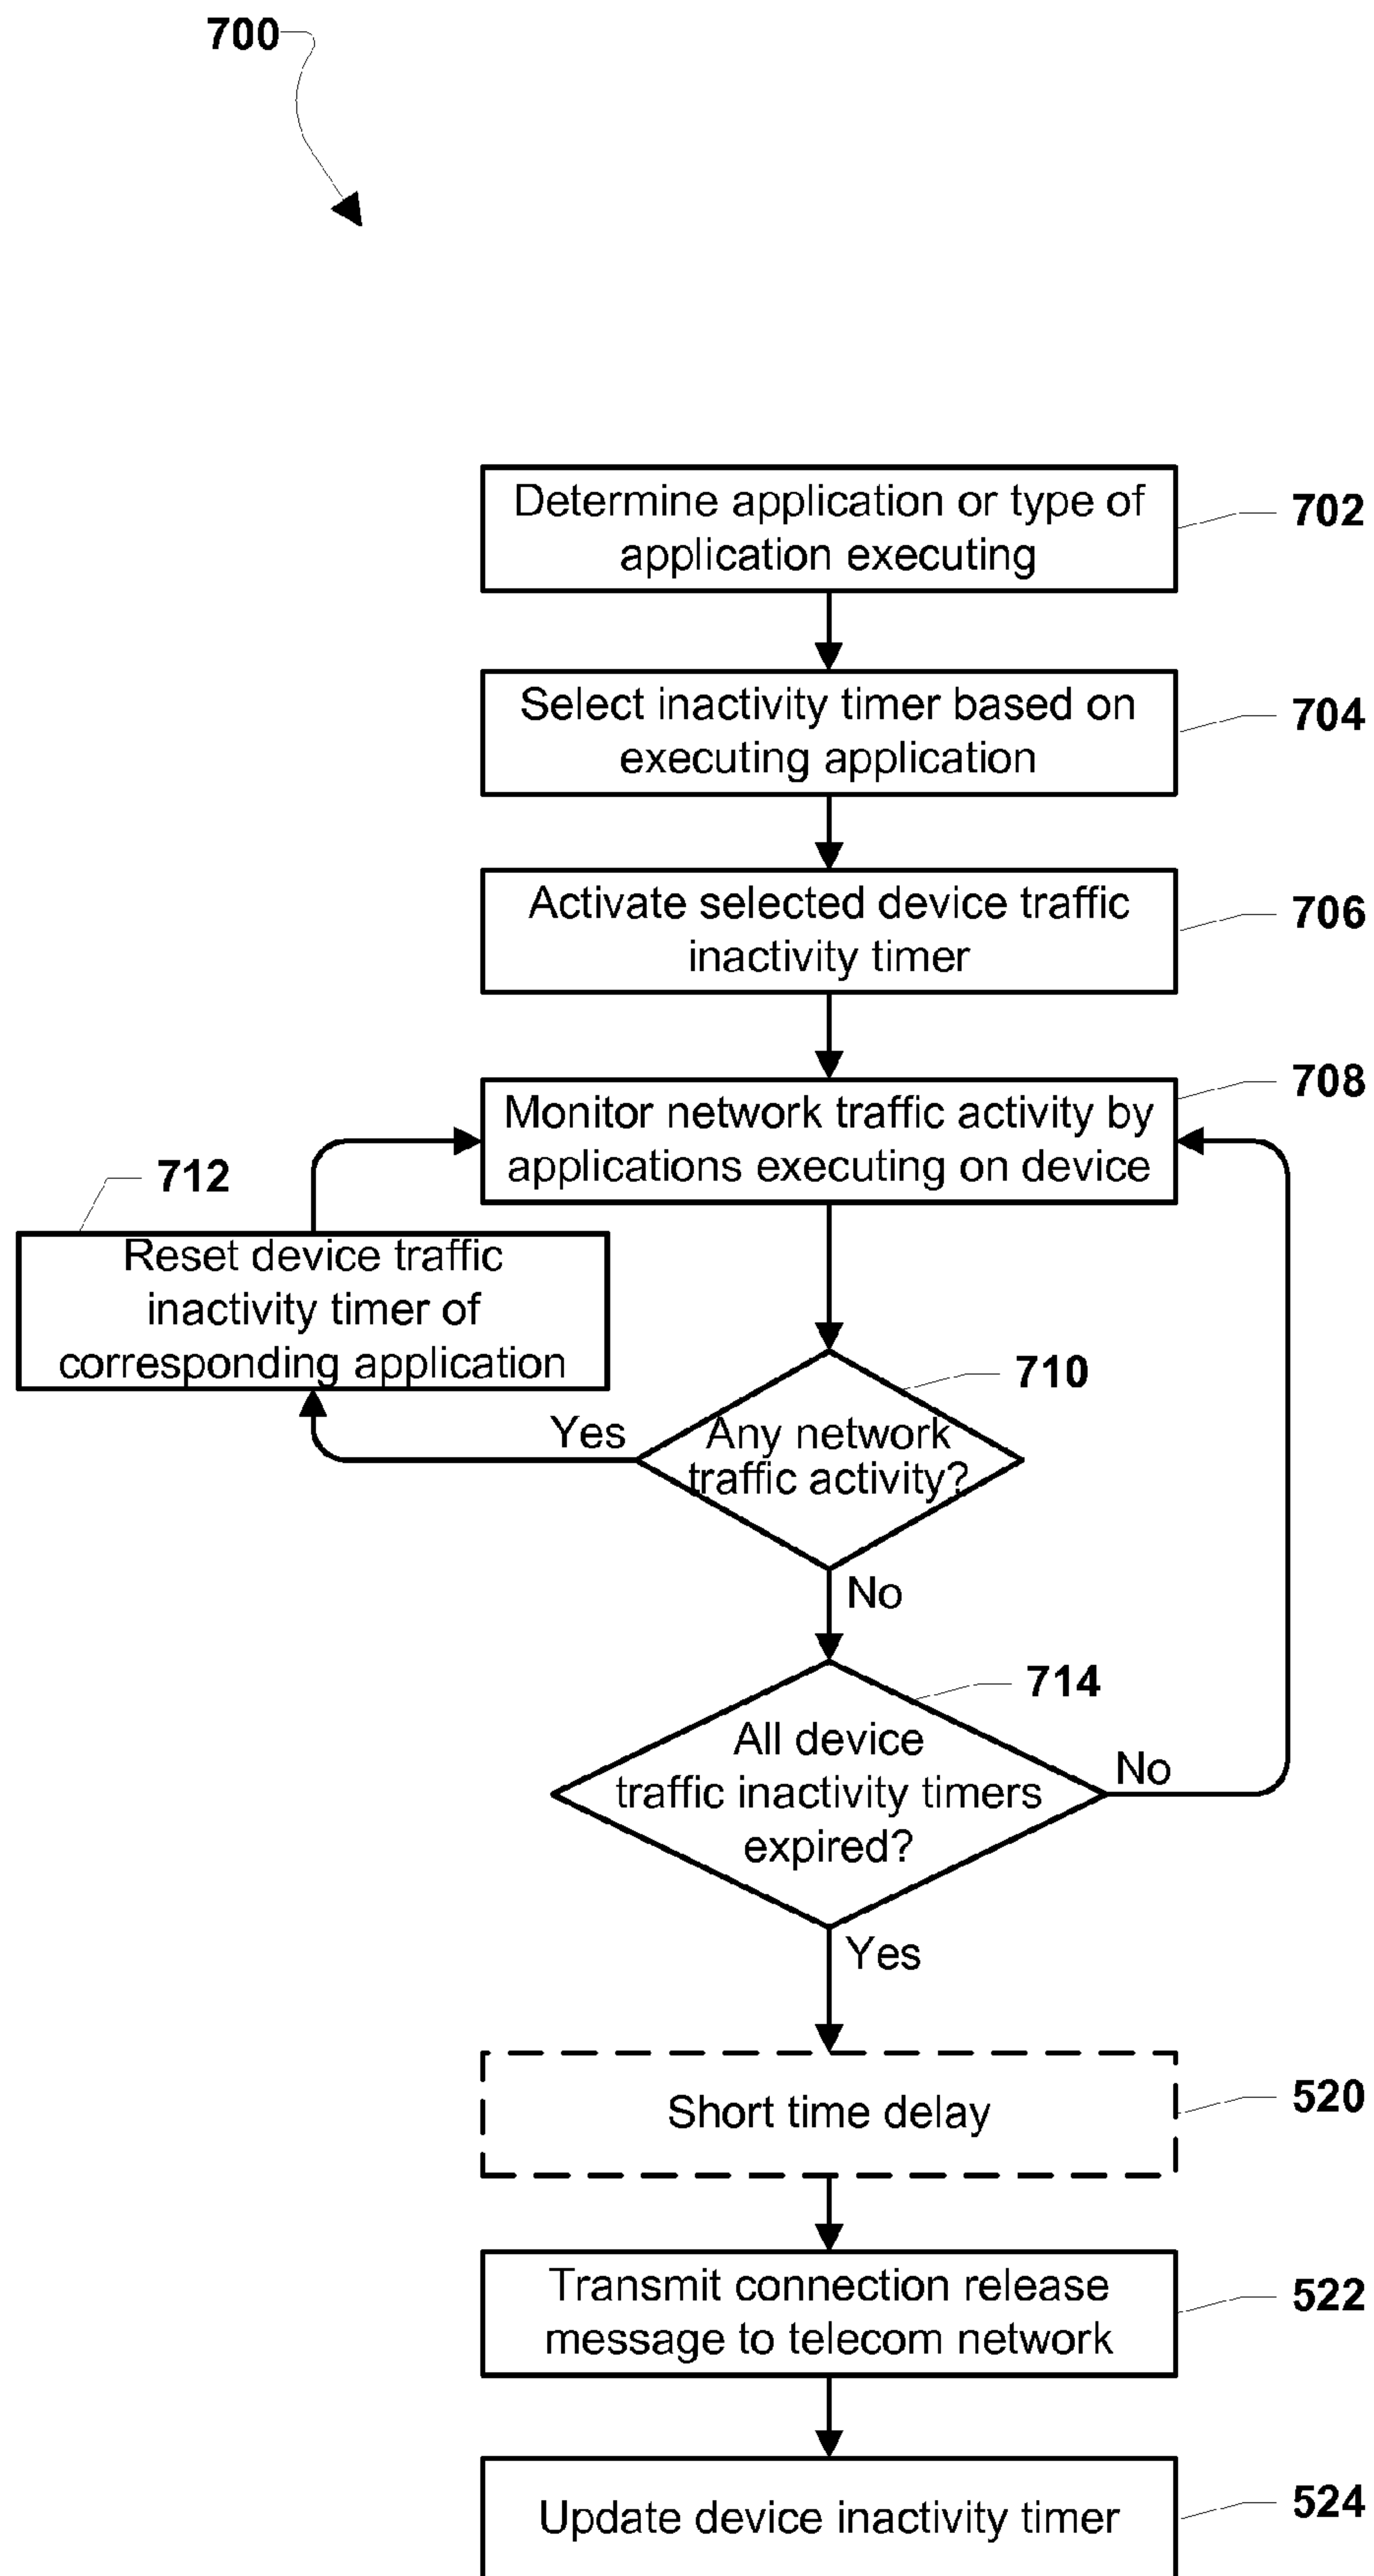 700
Determine application or type of
application executing
702
Select inactivity timer based on
executing application
704
Activate selected device traffic
inactivity timer
706
Monitor network traffic activity by
applications executing on device
708
712
Reset device traffic
inactivity timer of
corresponding application
710
Yes
Any network
traffic activity?
No
714
All device
traffic inactivity timers
expired?
No
Yes
Short time delay
520
Transmit connection release
message to telecom network
522
Update device inactivity timer
524